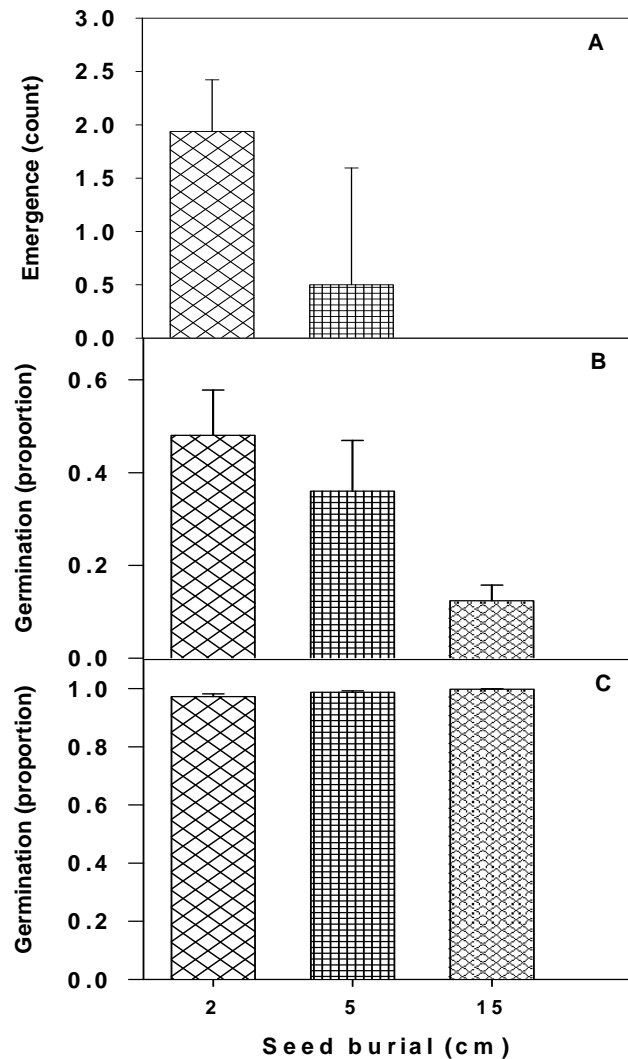 A
Emergence (count)
3.0
2.5
2.0
1.5
1.0
0.5
0.0
B
Germination (proportion)
0.6
0.4
0.2
0.0
C
Germination (proportion)
1.0
0.8
0.6
0.4
0.2
0.0
2 5 15
Seed burial (cm)